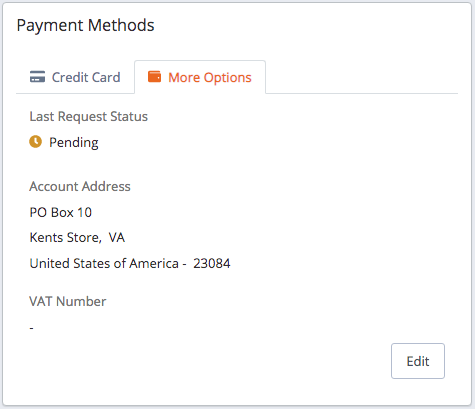 Payment Methods
Credit Card
More Options
Last Request Status
Pending
Account Address
PO Box 10
Kents Store, VA
United States of America - 23084
VAT Number
-
Edit